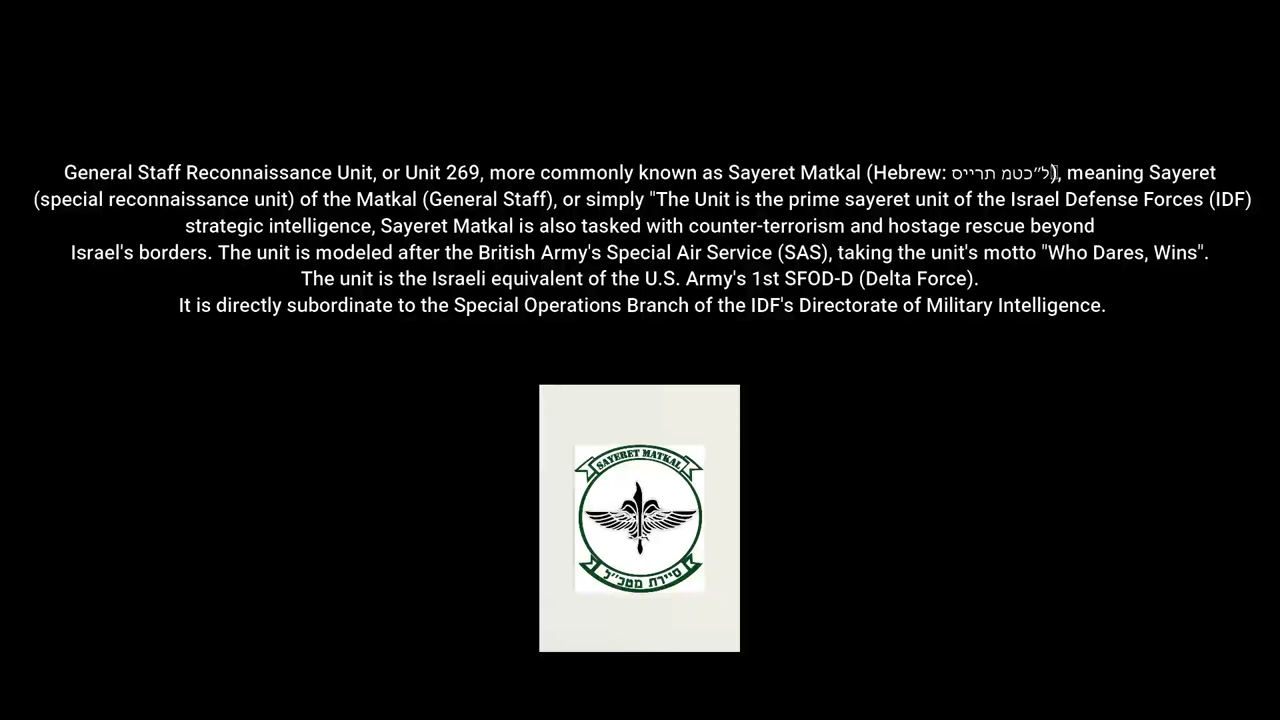 General Staff Reconnaissance Unit, or Unit 269, more commonly known as Sayeret Matkal (Hebrew: סיירת מטכ״ל), meaning Sayeret
(special reconnaissance unit) of the Matkal (General Staff), or simply "The Unit is the prime sayeret unit of the Israel Defense Forces (IDF)
strategic intelligence, Sayeret Matkal is also tasked with counter-terrorism and hostage rescue beyond
Israel's borders. The unit is modeled after the British Army's Special Air Service (SAS), taking the unit's motto "Who Dares, Wins".
The unit is the Israeli equivalent of the U.S. Army's 1st SFOD-D (Delta Force).
It is directly subordinate to the Special Operations Branch of the IDF's Directorate of Military Intelligence.
SAYERET MATKAL
סיירת מטכ״ל